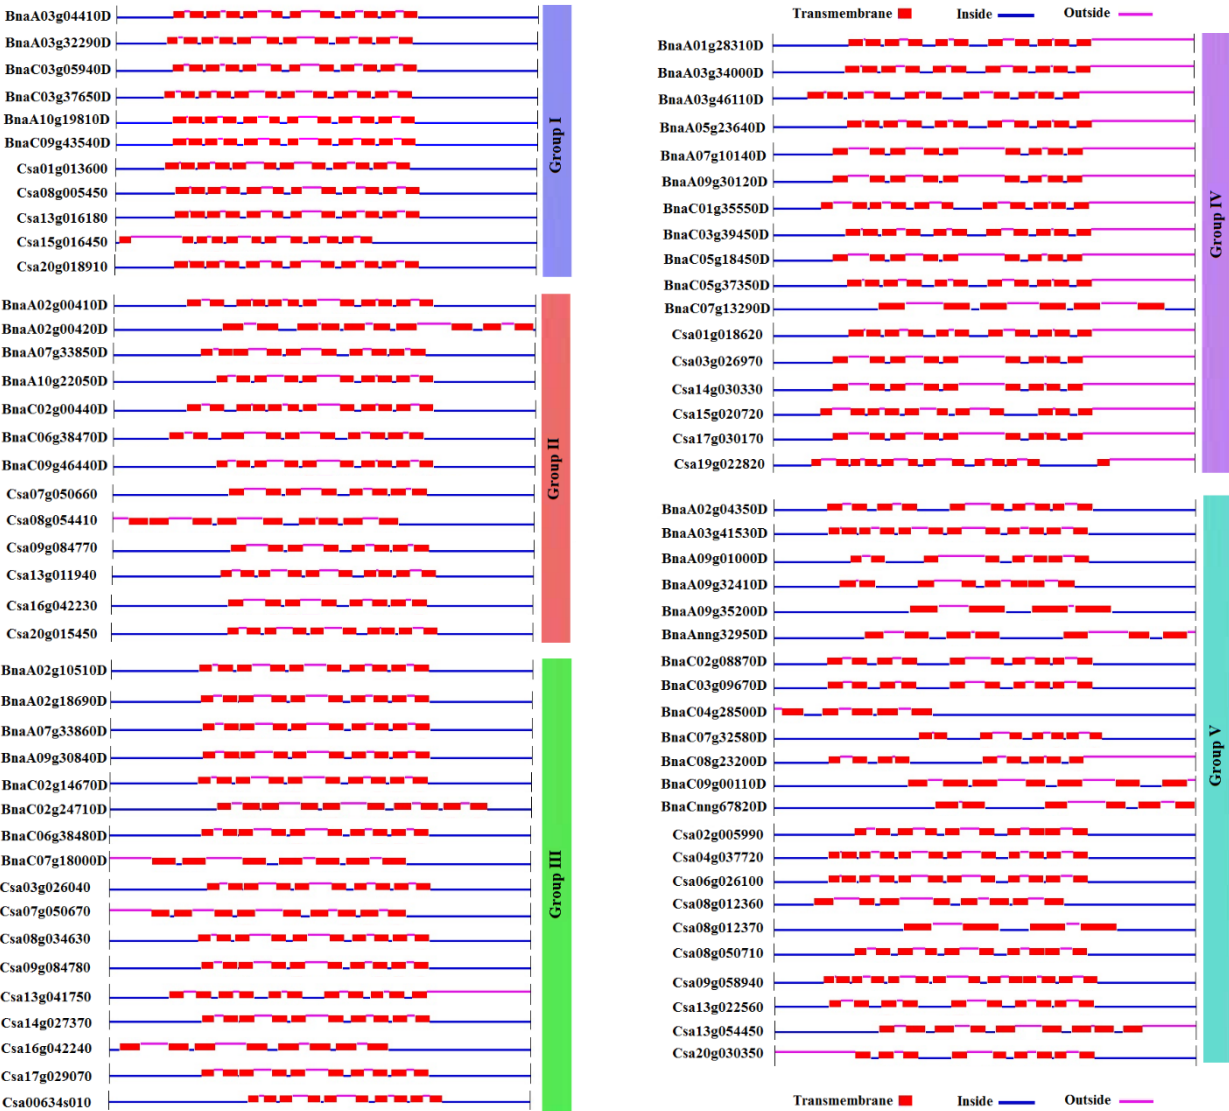 BnaA03g04410D
BnaA03g32290D
BnaC03g05940D
BnaC03g37650D
BnaA10g19810D
BnaC09g43540D
Csa01g013600
Csa08g005450
Csa13g016180
Csa15g016450
Csa20g018910
Group I
BnaA02g00410D
BnaA02g00420D
BnaA07g33850D
BnaA10g22050D
BnaC02g00440D
BnaC06g38470D
BnaC09g46440D
Csa07g050660
Csa08g054410
Csa09g084770
Csa13g011940
Csa16g042230
Csa20g015450
Group II
BnaA02g10510D
BnaA02g18690D
BnaA07g33860D
BnaA09g30840D
BnaC02g14670D
BnaC02g24710D
BnaC06g38480D
BnaC07g18000D
Csa03g026040
Csa07g050670
Csa08g034630
Csa09g084780
Csa13g041750
Csa14g027370
Csa16g042240
Csa17g029070
Csa00634s010
Group III
Transmembrane Inside Outside
BnaA01g28310D
BnaA03g34000D
BnaA03g46110D
BnaA05g23640D
BnaA07g10140D
BnaA09g30120D
BnaC01g35550D
BnaC03g39450D
BnaC05g18450D
BnaC05g37350D
BnaC07g13290D
Csa01g018620
Csa03g026970
Csa14g030330
Csa15g020720
Csa17g030170
Csa19g022820
Group IV
BnaA02g04350D
BnaA03g41530D
BnaA09g01000D
BnaA09g32410D
BnaA09g35200D
BnaAnng32950D
BnaC02g08870D
BnaC03g09670D
BnaC04g28500D
BnaC07g32580D
BnaC08g23200D
BnaC09g00110D
BnaCnng67820D
Csa02g005990
Csa04g037720
Csa06g026100
Csa08g012360
Csa08g012370
Csa08g050710
Csa09g058940
Csa13g022560
Csa13g054450
Csa20g030350
Group V
Transmembrane Inside Outside